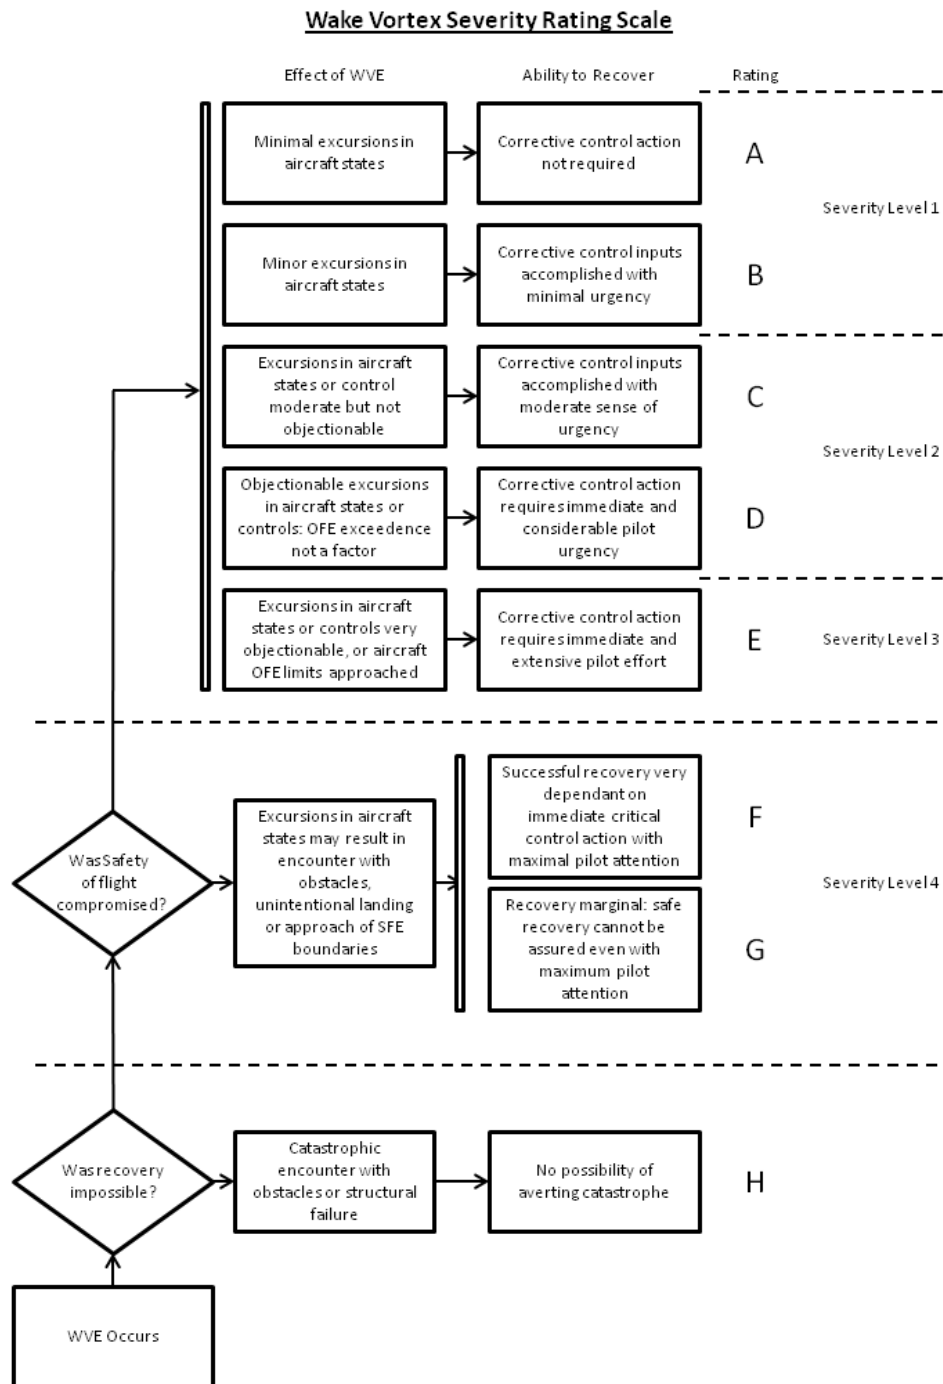 Wake Vortex Severity Rating Scale
Effect of WVE
Ability to Recover
Rating
Minimal excursions in
aircraft states
Corrective control action
not required
A
Severity Level 1
Minor excursions in
aircraft states
Corrective control inputs
accomplished with
minimal urgency
B
Excursions in aircraft
states or control
moderate but not
objectionable
Corrective control inputs
accomplished with
moderate sense of
urgency
C
Severity Level 2
Objectionable excursions
in aircraft states or
controls: OFE exceedence
not a factor
Corrective control action
requires immediate and
considerable pilot
urgency
D
Excursions in aircraft
states or controls very
objectionable, or aircraft
OFE limits approached
Corrective control action
requires immediate and
extensive pilot effort
E
Severity Level 3
Was Safety
of flight
compromised?
Excursions in aircraft
states may result in
encounter with
obstacles,
unintentional landing
or approach of SFE
boundaries
Successful recovery very
dependant on
immediate critical
control action with
maximal pilot attention
F
Severity Level 4
Recovery marginal: safe
recovery cannot be
assured even with
maximum pilot
attention
G
Was recovery
impossible?
Catastrophic
encounter with
obstacles or structural
failure
No possibility of
averting catastrophe
H
WVE Occurs